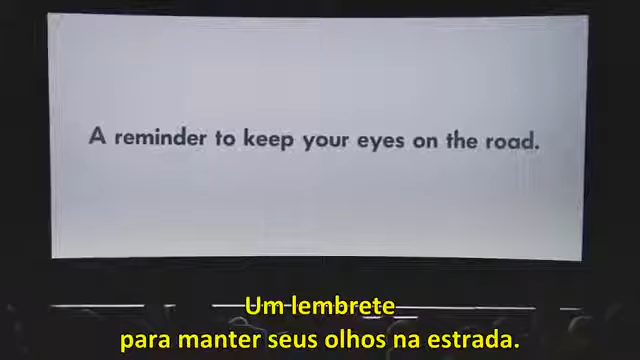 A reminder to keep your eyes on the road.
Um lembrete
para manter seus olhos na estrada.